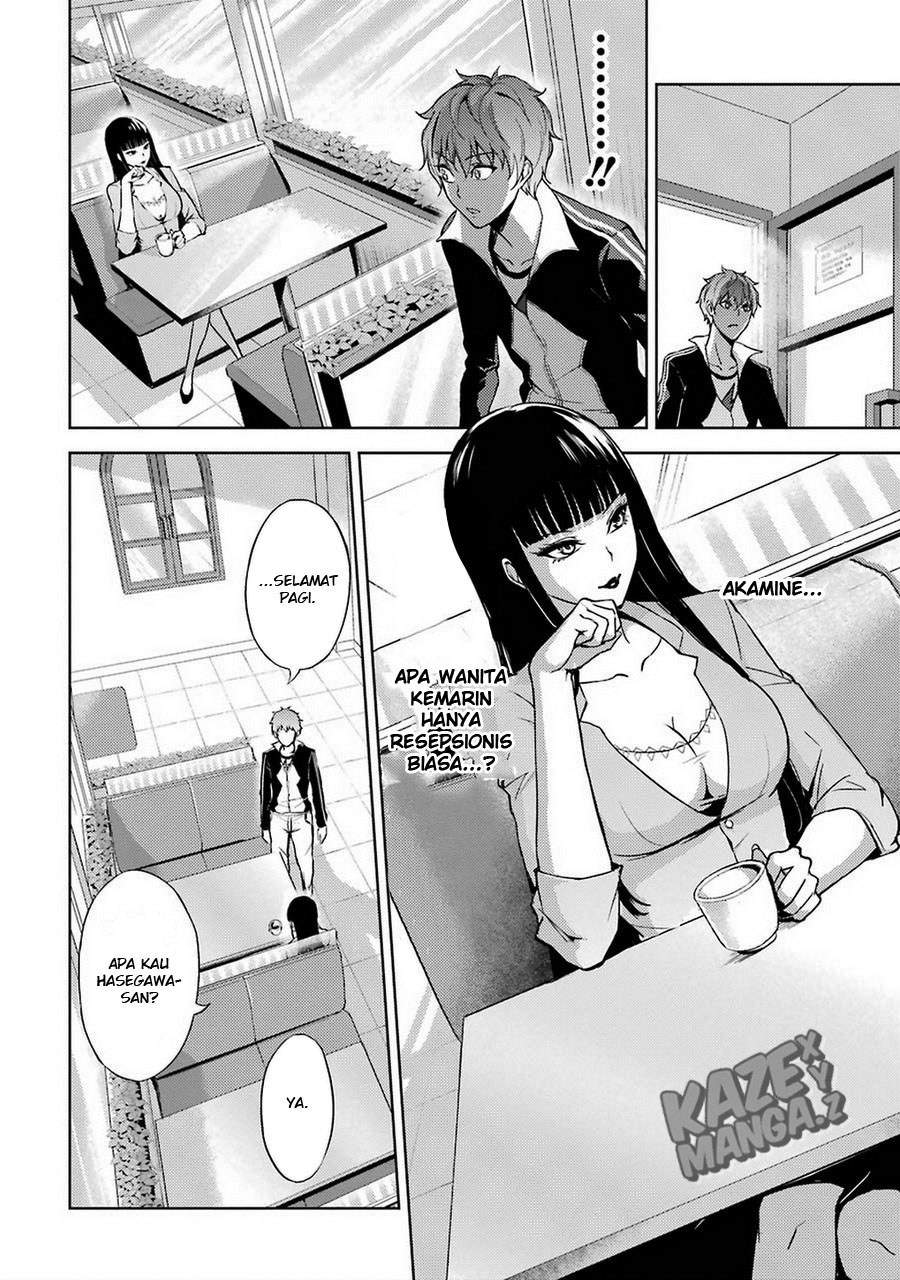 !!
AKAMINE...
APA WANITA
KEMARIN
HANYA
RESEPSIONIS
BIASA...?
...SELAMAT
PAGI.
APA KAU
HASEGAWA-
SAN?
YA.
KAZE
MANGA.
XYZ